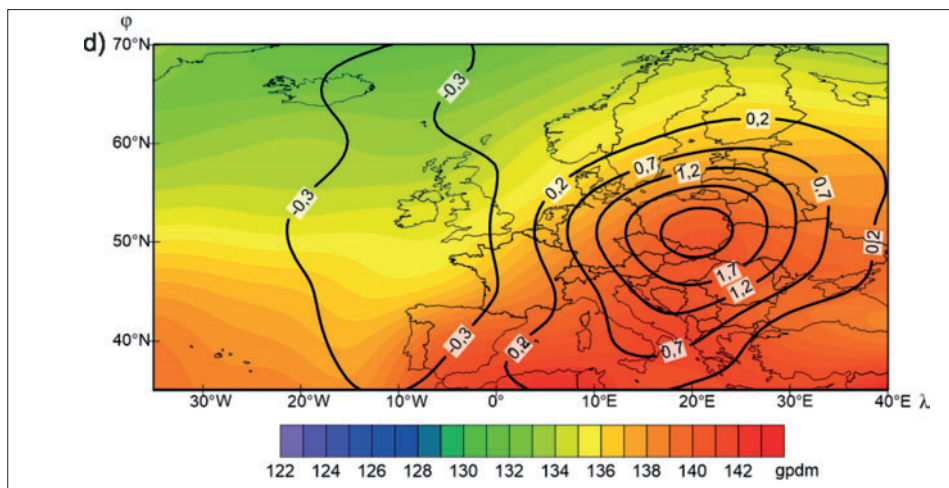 φ
d)
70°N
60°N
50°N
40°N
-0,3
-0,3
0,2
0,2
0,7
1,2
0,7
-0,3
0,2
1,7
1,2
-0,3
0,2
0,7
30°W 20°W 10°W 0° 10°E 20°E 30°E 40°E λ
122 124 126 128 130 132 134 136 138 140 142 gpdm